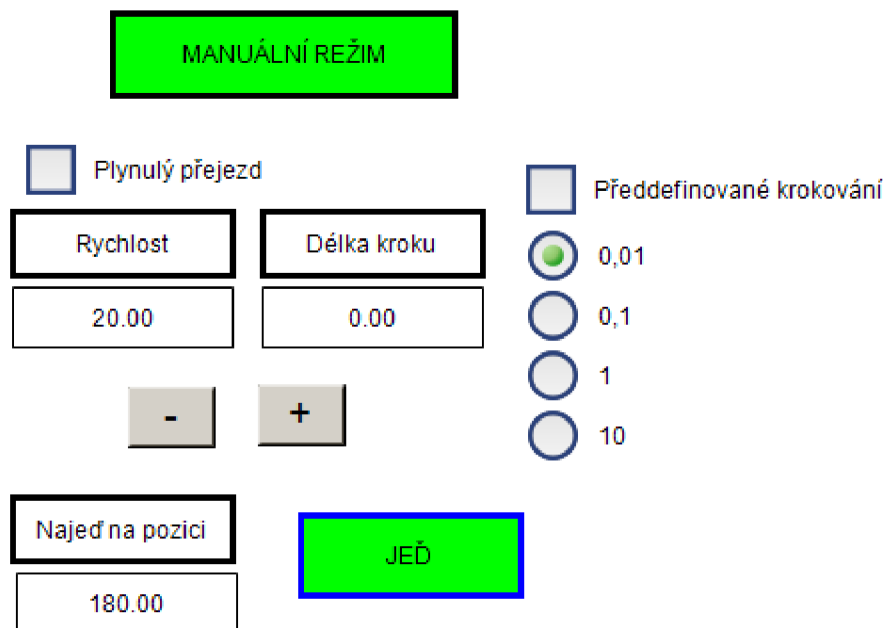 MANUÁLNÍ REŽIM
Plynulý přejezd
Předdefinované krokování
Rychlost
Délka kroku
20.00
0.00
0,01
0,1
1
10
-
+
Najeď na pozici
180.00
JEĎ